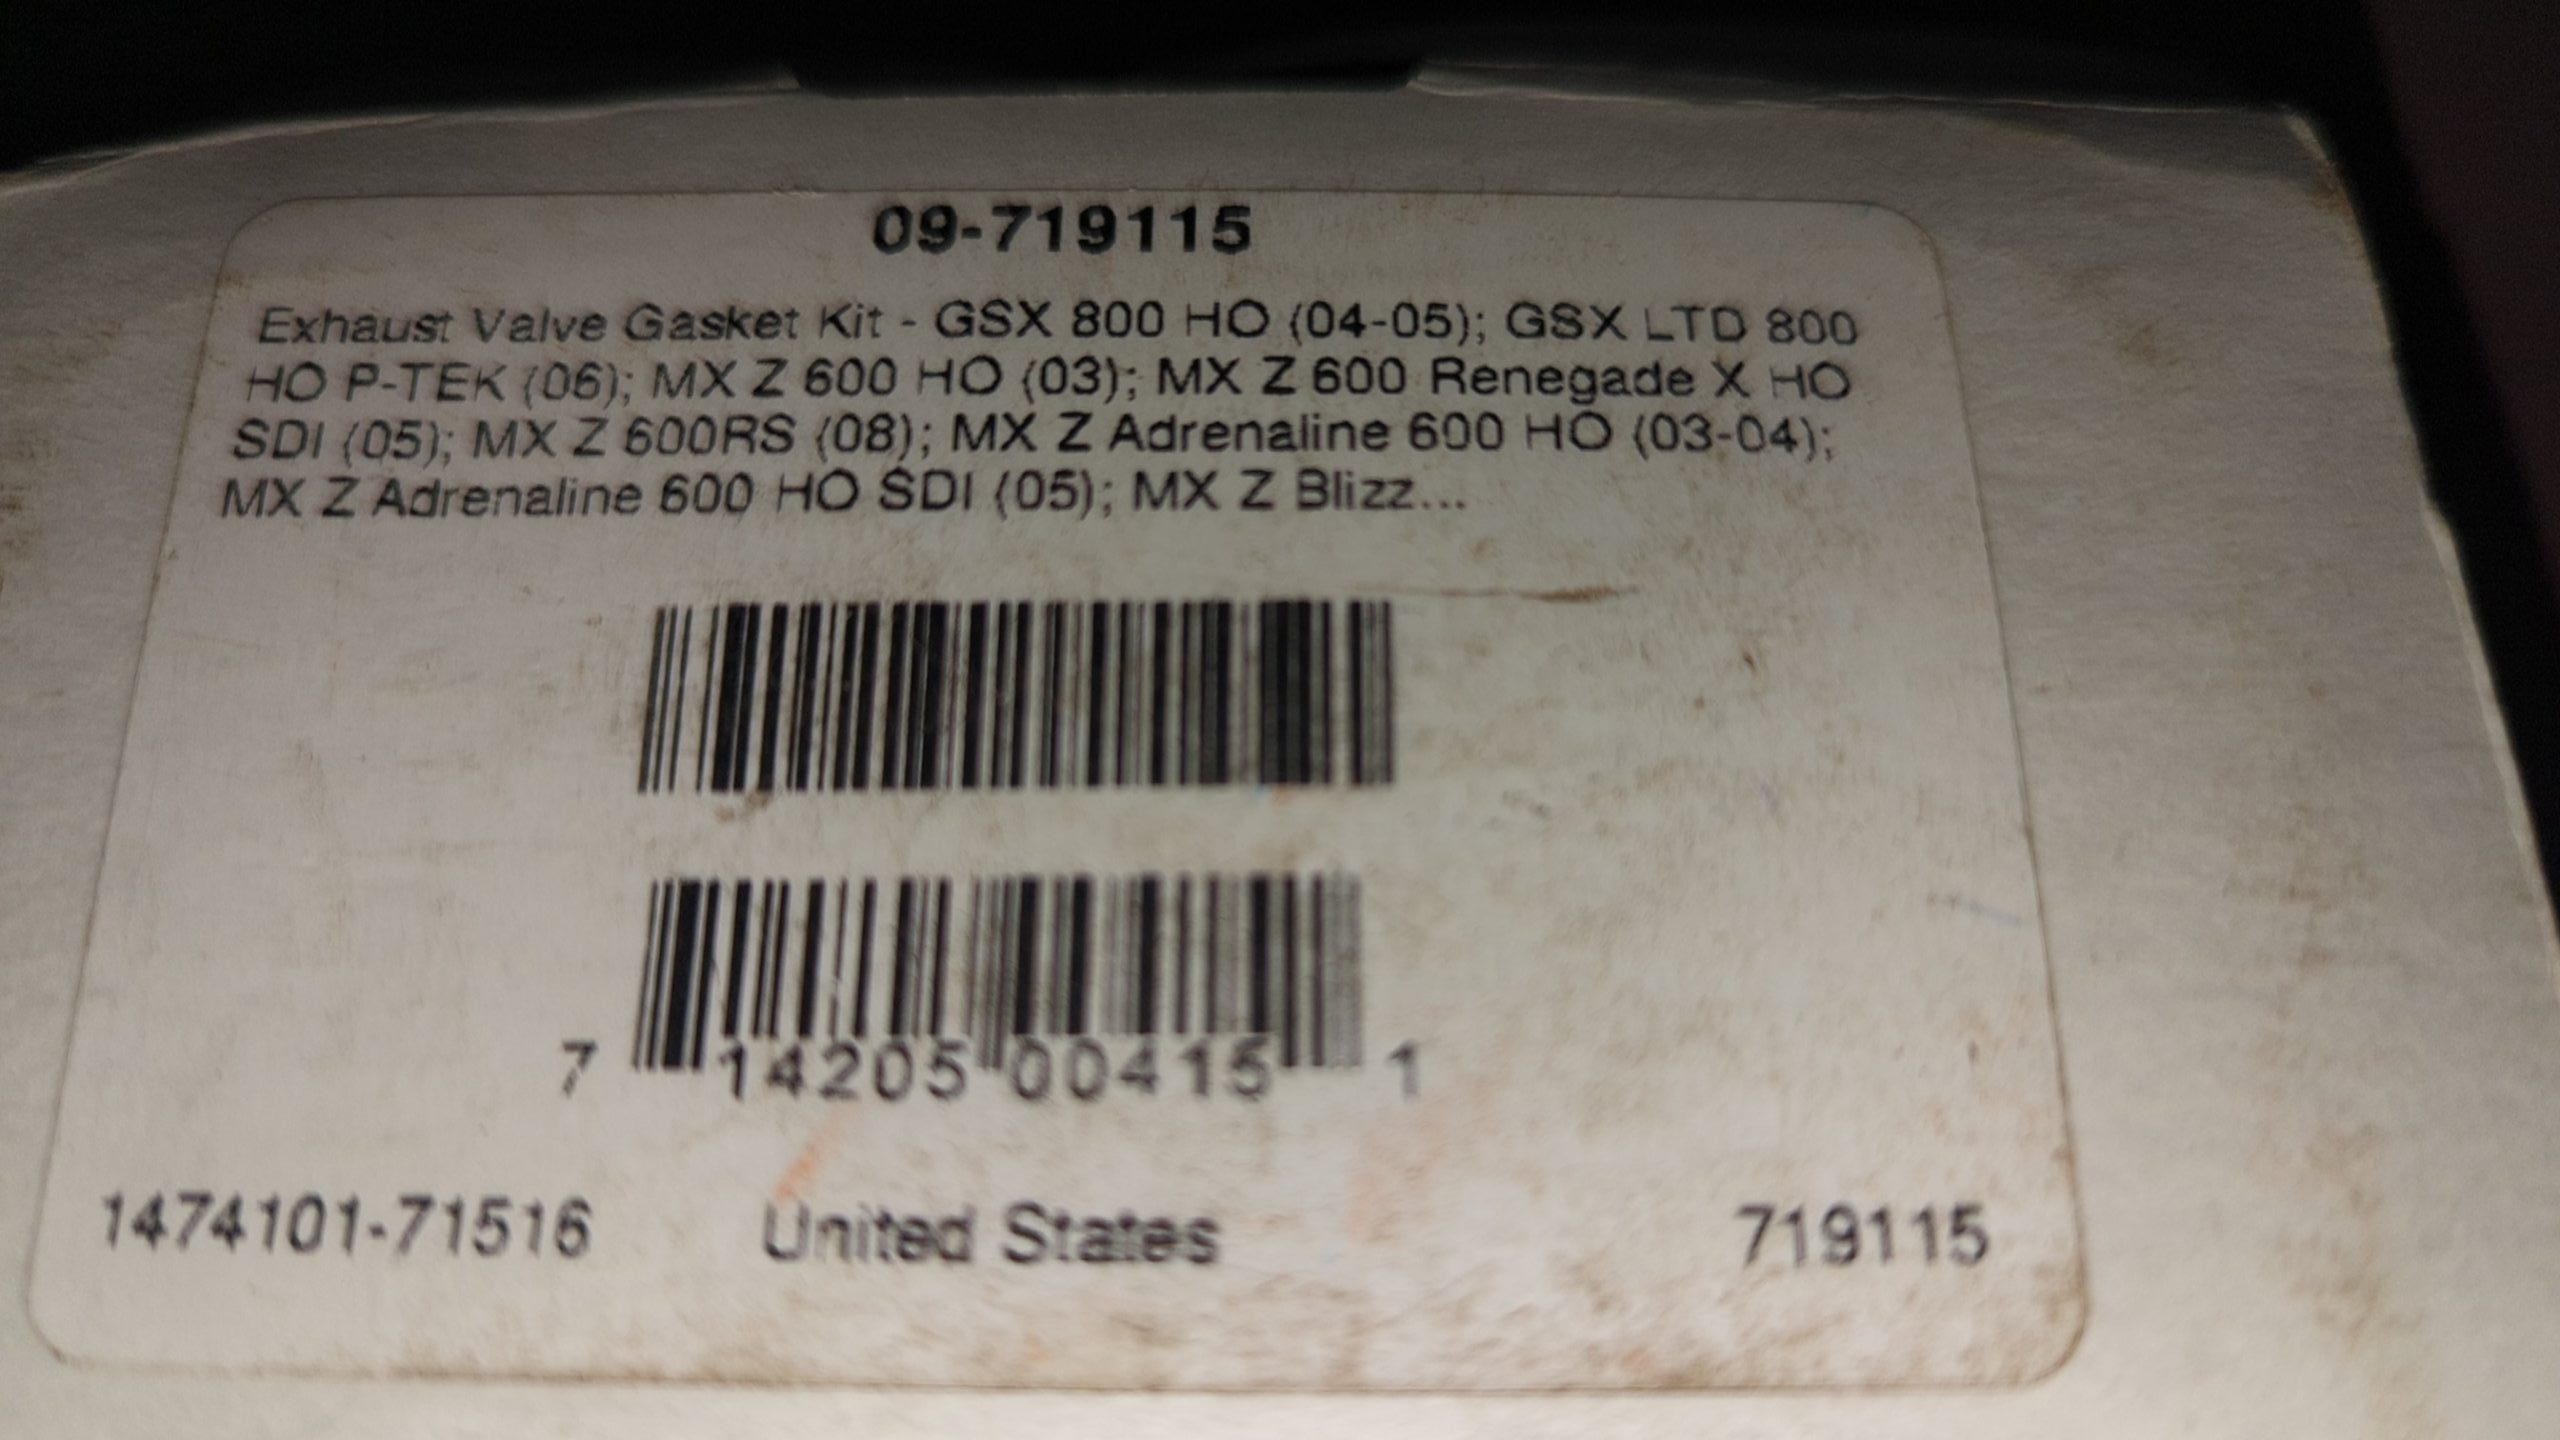 09-719115
Exhaust Valve Gasket Kit - GSX 800 HO (04-05); GSX LTD 800
HO P-TEK (06); MX Z 600 HO (03); MX Z 600 Renegade X HO
SDI (05); MX Z 600RS (08); MX Z Adrenaline 600 HO (03-04);
MX Z Adrenaline 600 HO SDI (05); MX Z Blizz...
7 14205 00415 1
1474101-71516 United States 719115